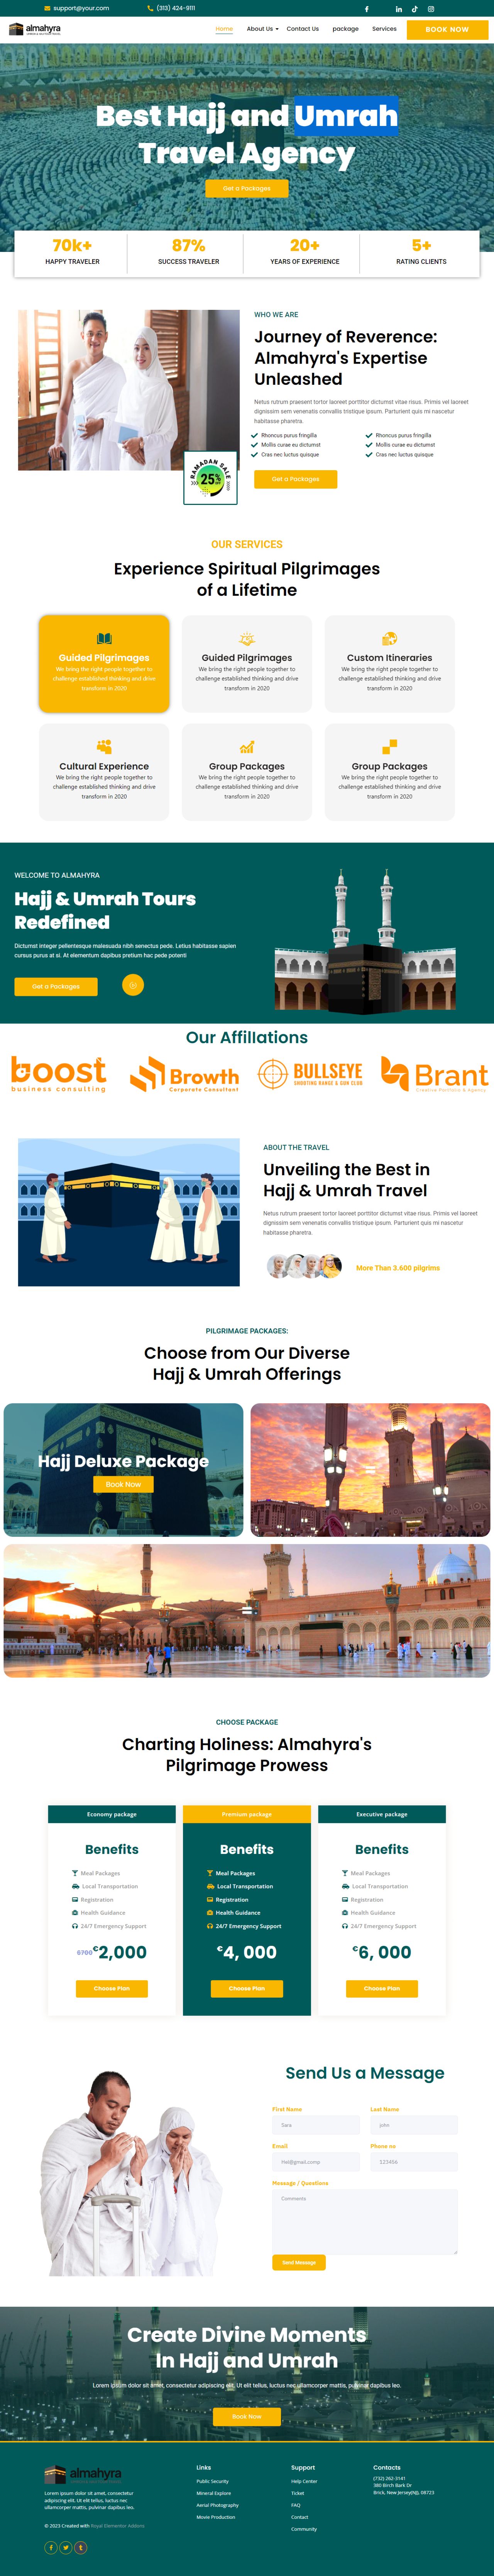 support@your.com
(313) 424-9111
almahyra
Home
About Us
Contact Us
package
Services
BOOK NOW
Best Hajj and Umrah
Travel Agency
Get a Packages
70k+
HAPPY TRAVELER
87%
SUCCESS TRAVELER
20+
YEARS OF EXPERIENCE
5+
RATING CLIENTS
WHO WE ARE
Journey of Reverence:
Almahyra's Expertise
Unleashed
Netus rutrum praesent tortor laoreet porttitor dictumst vitae risus. Primis vel laoreet
dignissim sem venenatis convallis tristique ipsum. Parturient quis mi nascetur
habitasse pharetra.
Rhoncus purus fringilla
Mollis curae eu dictumst
Cras nec luctus quisque
Rhoncus purus fringilla
Mollis curae eu dictumst
Cras nec luctus quisque
Get a Packages
RAMADAN SALE
25%
OUR SERVICES
Experience Spiritual Pilgrimages
of a Lifetime
Guided Pilgrimages
We bring the right people together to
challenge established thinking and drive
transform in 2020
Guided Pilgrimages
We bring the right people together to
challenge established thinking and drive
transform in 2020
Custom Itineraries
We bring the right people together to
challenge established thinking and drive
transform in 2020
Cultural Experience
We bring the right people together to
challenge established thinking and drive
transform in 2020
Group Packages
We bring the right people together to
challenge established thinking and drive
transform in 2020
Group Packages
We bring the right people together to
challenge established thinking and drive
transform in 2020
WELCOME TO ALMAHYRA
Hajj & Umrah Tours
Redefined
Dictumst integer pellentesque malesuada nibh senectus pede. Letius habitasse sapien
cursus purus at si. At elementum dapibus pretium hac pede potenti
Get a Packages
Our Affillations
boost
business consulting
Browth
Corporate Consultant
BULLSEYE
SHOOTING RANGE & GUN CLUB
Brant
Creative Portfolio & Agency
ABOUT THE TRAVEL
Unveiling the Best in
Hajj & Umrah Travel
Netus rutrum praesent tortor laoreet porttitor dictumst vitae risus. Primis vel laoreet
dignissim sem venenatis convallis tristique ipsum. Parturient quis mi nascetur
habitasse pharetra.
More Than 3.600 pilgrims
PILGRIMAGE PACKAGES:
Choose from Our Diverse
Hajj & Umrah Offerings
Hajj Deluxe Package
Book Now
CHOOSE PACKAGE
Charting Holiness: Almahyra's
Pilgrimage Prowess
Economy package
Benefits
Meal Packages
Local Transportation
Registration
Health Guidance
24/7 Emergency Support
6700 €2,000
Choose Plan
Premium package
Benefits
Meal Packages
Local Transportation
Registration
Health Guidance
24/7 Emergency Support
€4, 000
Choose Plan
Executive package
Benefits
Meal Packages
Local Transportation
Registration
Health Guidance
24/7 Emergency Support
€6, 000
Choose Plan
Send Us a Message
First Name
Last Name
Sara
john
Email
Phone no
Hal@gmail.comp
123456
Message / Questions
Comments
Send Message
Create Divine Moments
In Hajj and Umrah
Lorem ipsum dolor sit amet, consectetur adipiscing elit. Ut elit tellus, luctus nec ullamcorper mattis, pulvinar dapibus leo.
Book Now
almahyra
Lorem ipsum dolor sit amet, consectetur
adipiscing elit. Ut elit tellus, luctus nec
ullamcorper mattis, pulvinar dapibus leo.
© 2023 Created with Royal Elementor Addons
Links
Public Security
Mineral Explore
Aerial Photography
Movie Production
Support
Help Center
Ticket
FAQ
Contact
Community
Contacts
(732) 262-3141
380 Birch Bark Dr
Brick, New Jersey(NJ), 08723